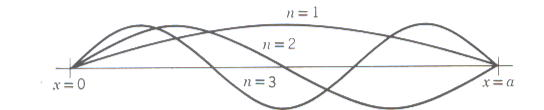 n = 1
n = 2
n = 3
x = 0
x = a